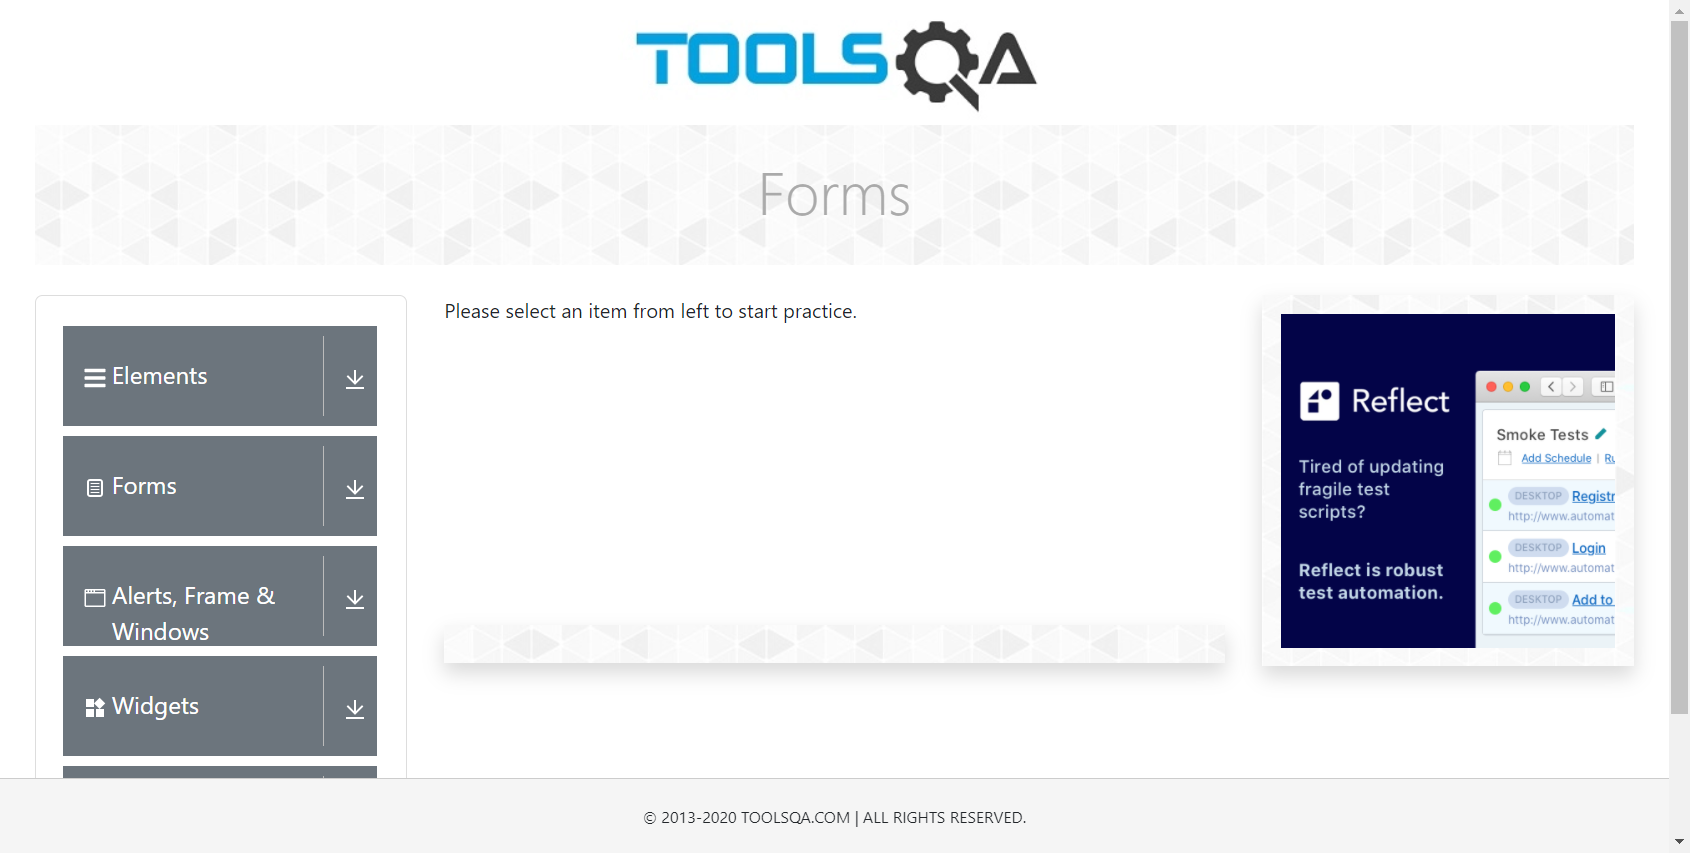 TOOLSQA
Forms
Elements
Forms
Alerts, Frame &
Windows
Widgets
Please select an item from left to start practice.
Reflect
Tired of updating
fragile test
scripts?
Reflect is robust
test automation.
Smoke Tests
Add Schedule | Ru
DESKTOP Registr
http://www.automat
DESKTOP Login
http://www.automat
DESKTOP Add to
http://www.automat
© 2013-2020 TOOLSQA.COM | ALL RIGHTS RESERVED.